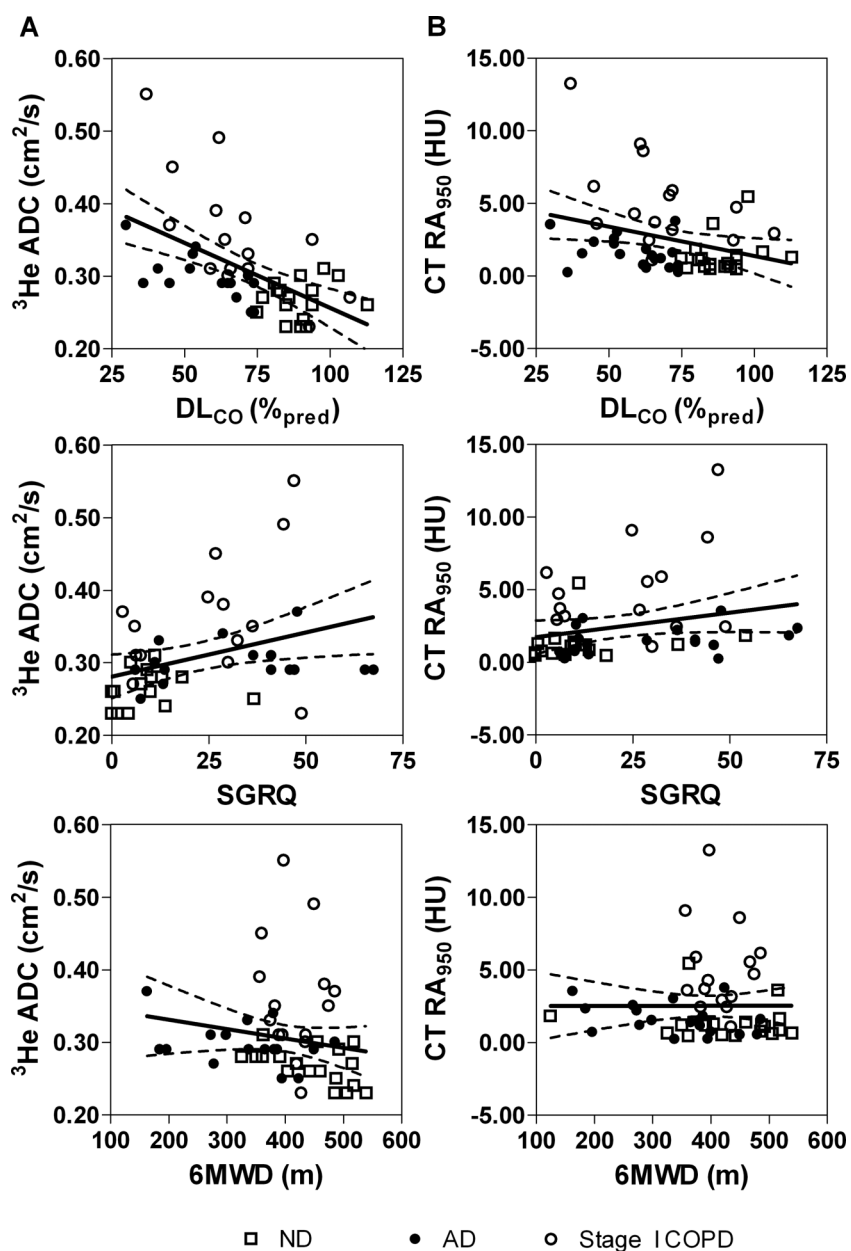 A
B
³He ADC (cm²/s)
0.60
0.50
0.40
0.30
0.20
25 50 75 100 125
DLCO (%pred)
CT RA950 (HU)
15.00
10.00
5.00
0.00
-5.00
25 50 75 100 125
DLCO (%pred)
³He ADC (cm²/s)
0.60
0.50
0.40
0.30
0.20
0 25 50 75
SGRQ
CT RA950 (HU)
15.00
10.00
5.00
0.00
-5.00
0 25 50 75
SGRQ
³He ADC (cm²/s)
0.60
0.50
0.40
0.30
0.20
100 200 300 400 500 600
6MWD (m)
CT RA950 (HU)
15.00
10.00
5.00
0.00
-5.00
100 200 300 400 500 600
6MWD (m)
ND AD Stage I COPD